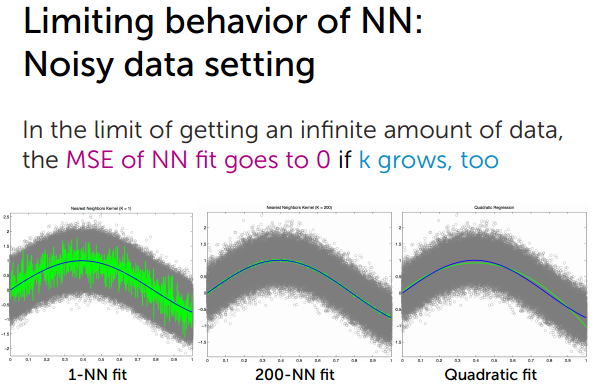 Limiting behavior of NN:
Noisy data setting
In the limit of getting an infinite amount of data,
the MSE of NN fit goes to 0 if k grows, too
Nearest Neighbors Kernel (K = 1)
Nearest Neighbors Kernel (K = 200)
Quadratic Regression
1-NN fit
200-NN fit
Quadratic fit